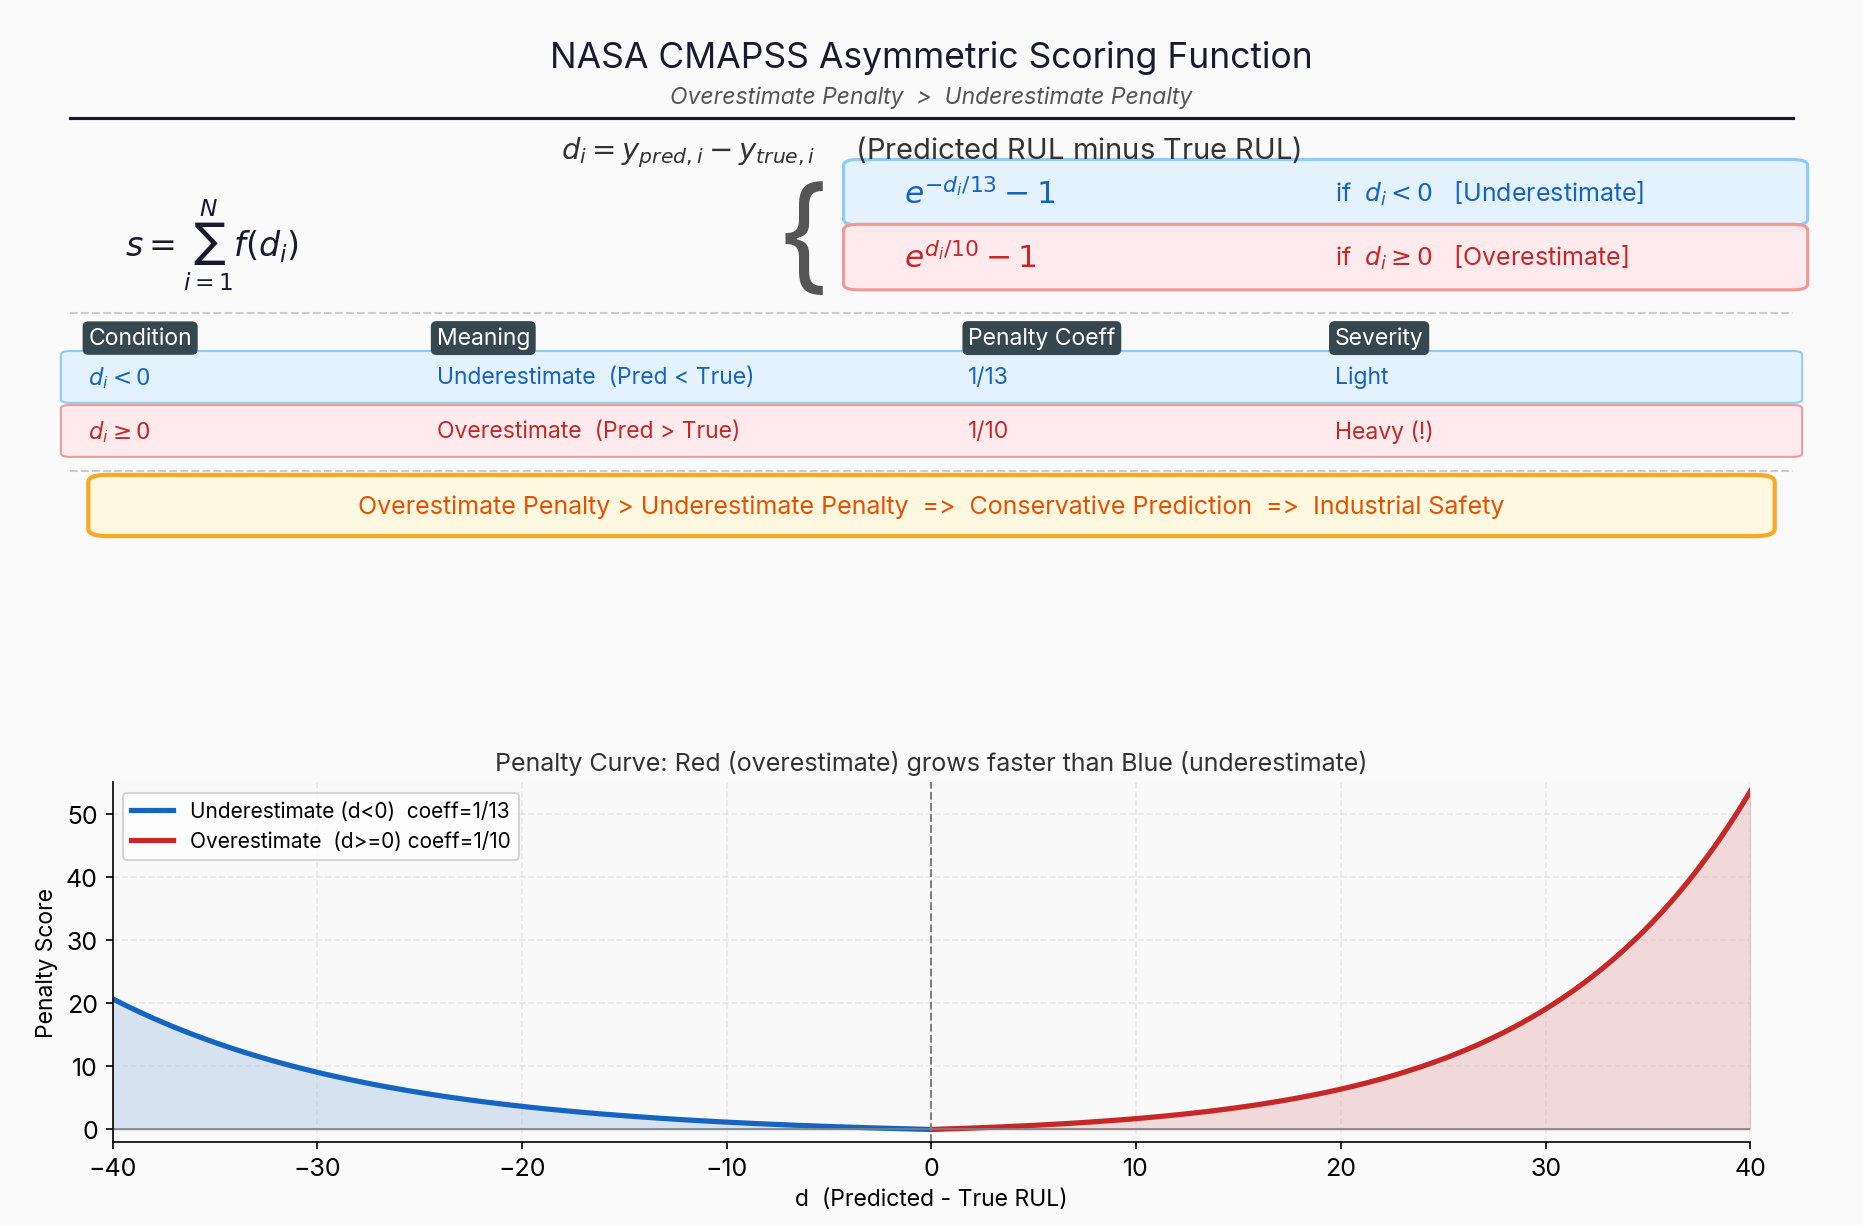 NASA CMAPSS Asymmetric Scoring Function
Overestimate Penalty > Underestimate Penalty
d_i = y_{pred, i} − y_{true, i} (Predicted RUL minus True RUL)
s = \sum_{i=1}^{N} f(d_i)
{
e^{−d_i/13} − 1 if d_i < 0 [Underestimate]
e^{d_i/10} − 1 if d_i ≥ 0 [Overestimate]
Condition Meaning Penalty Coeff Severity
d_i < 0 Underestimate (Pred < True) 1/13 Light
d_i ≥ 0 Overestimate (Pred > True) 1/10 Heavy (!)
Overestimate Penalty > Underestimate Penalty => Conservative Prediction => Industrial Safety
Penalty Curve: Red (overestimate) grows faster than Blue (underestimate)
Underestimate (d<0) coeff=1/13
Overestimate (d>=0) coeff=1/10
Penalty Score
50
40
30
20
10
0
−40 −30 −20 −10 0 10 20 30 40
d (Predicted - True RUL)